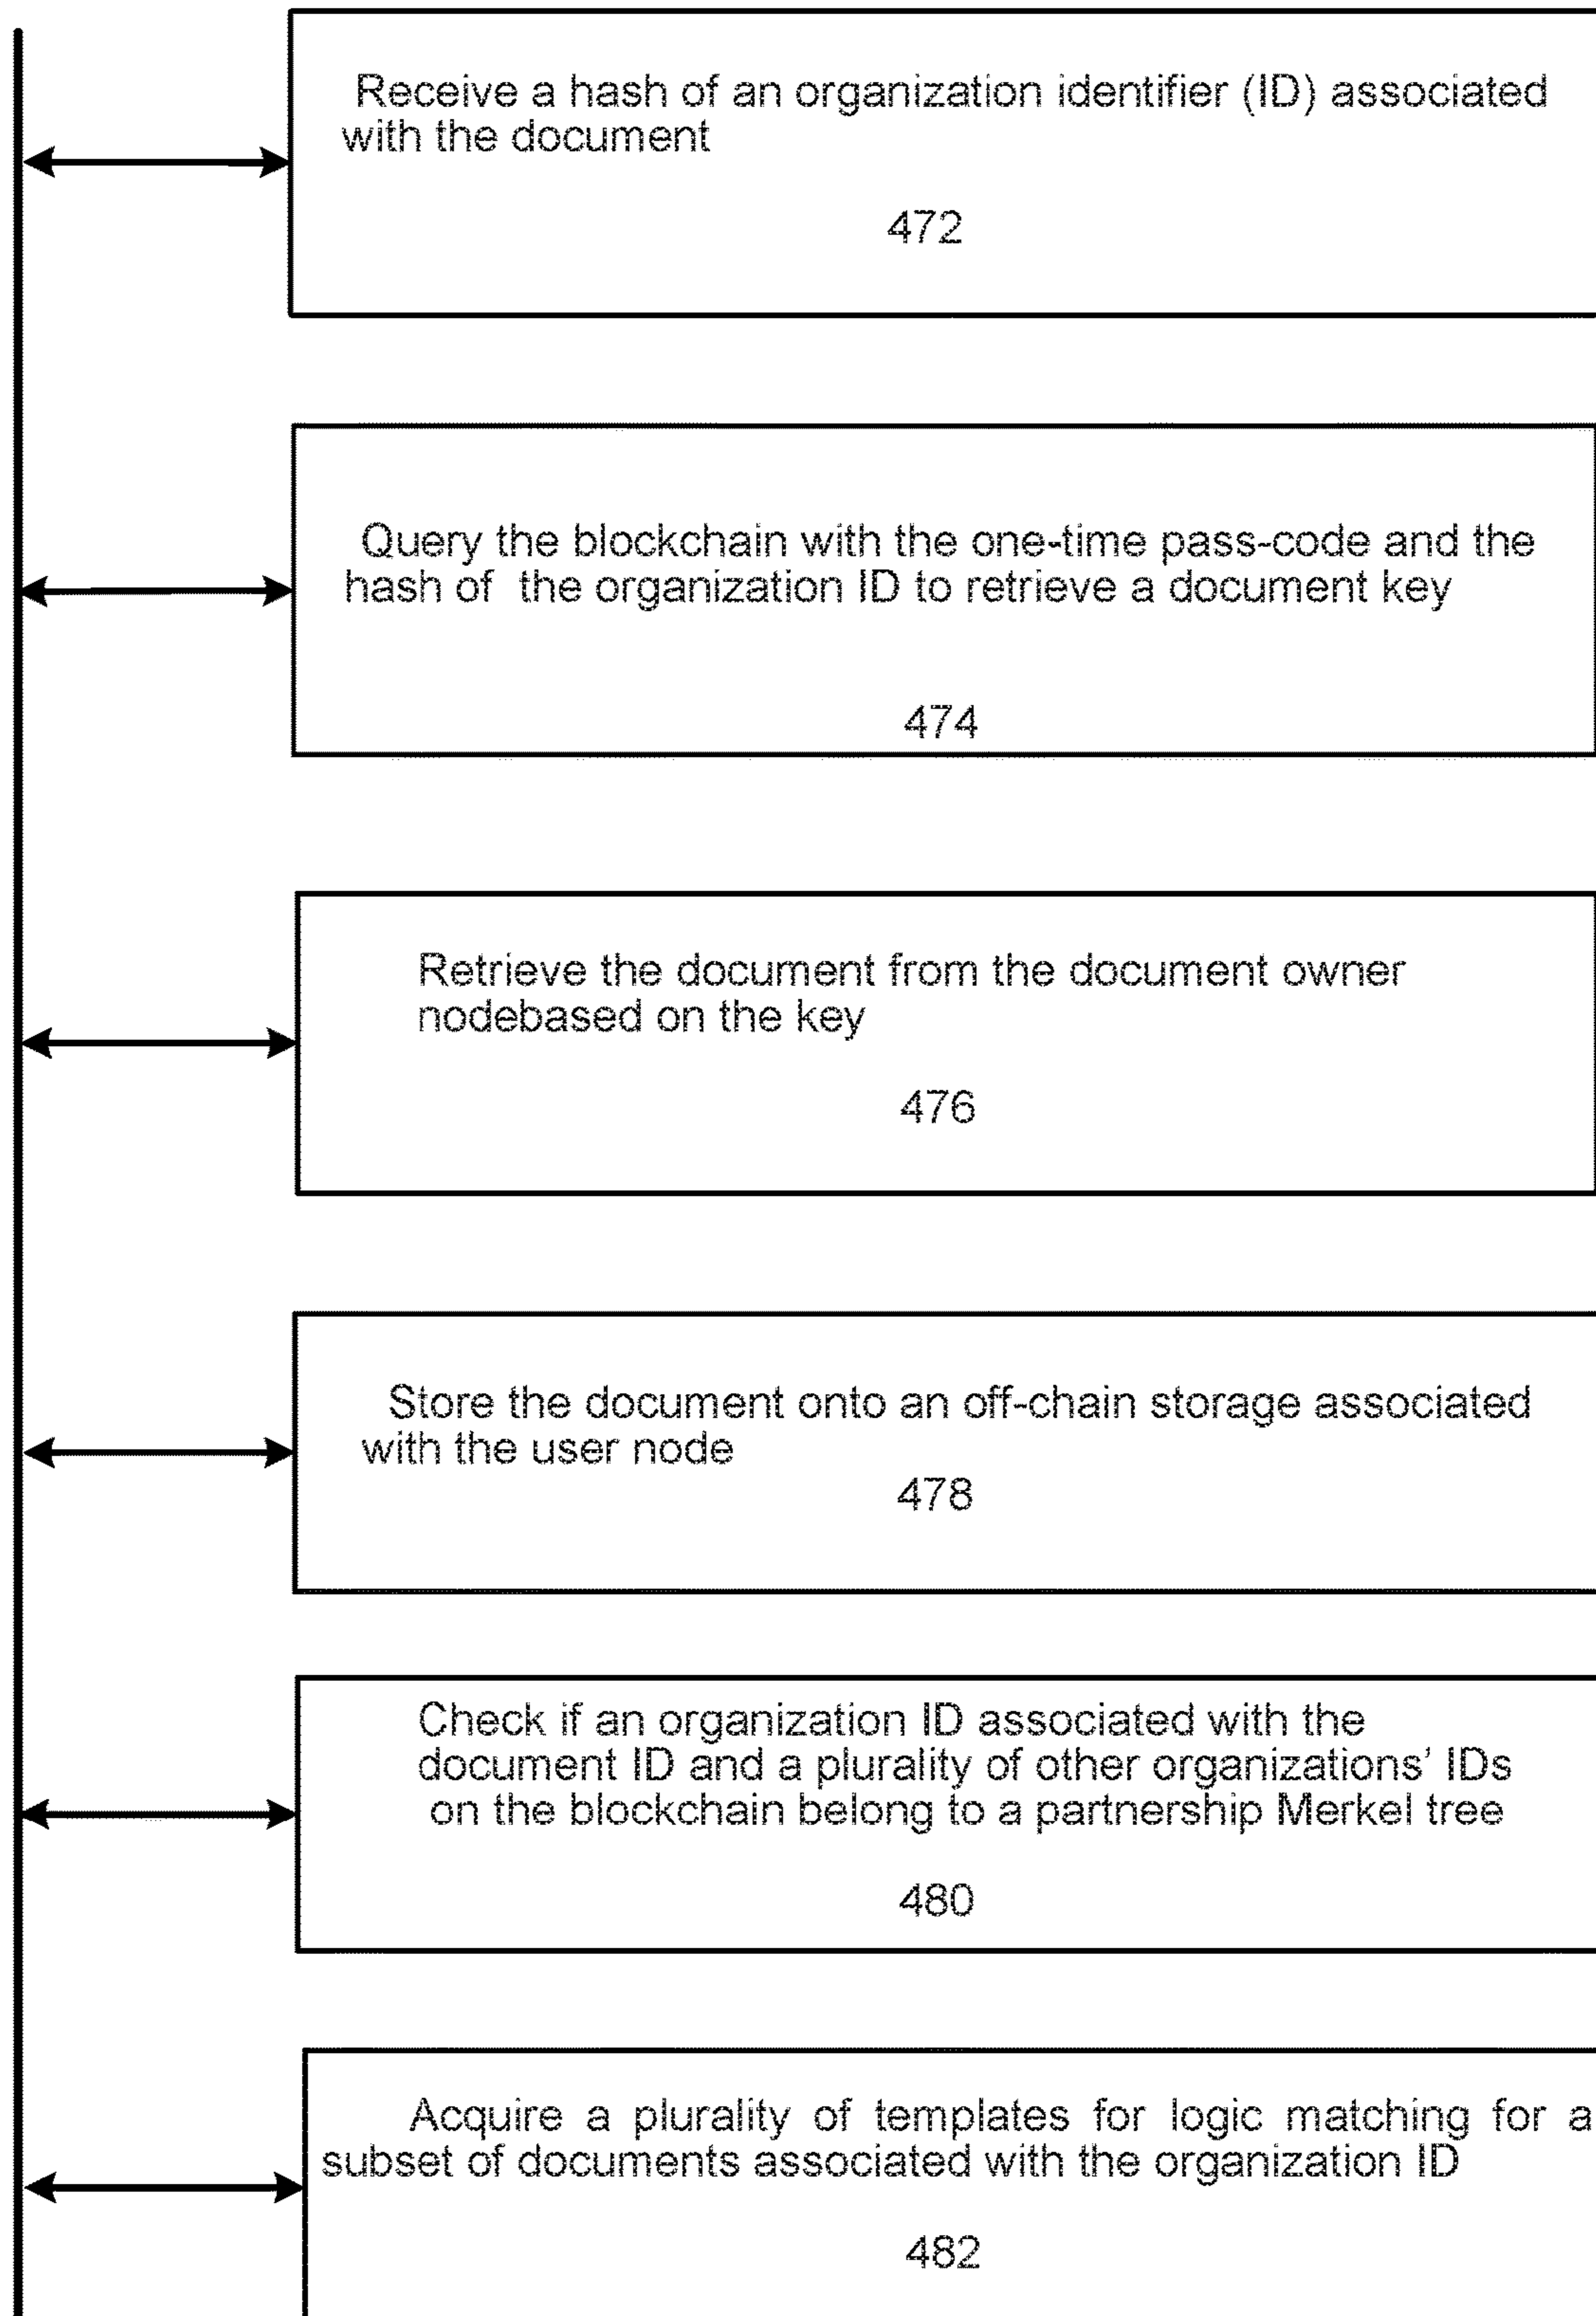 Receive a hash of an organization identifier (ID) associated
with the document
472
Query the blockchain with the one-time pass-code and the
hash of the organization ID to retrieve a document key
474
Retrieve the document from the document owner
nodebased on the key
476
Store the document onto an off-chain storage associated
with the user node
478
Check if an organization ID associated with the
document ID and a plurality of other organizations' IDs
on the blockchain belong to a partnership Merkel tree
480
Acquire a plurality of templates for logic matching for a
subset of documents associated with the organization ID
482